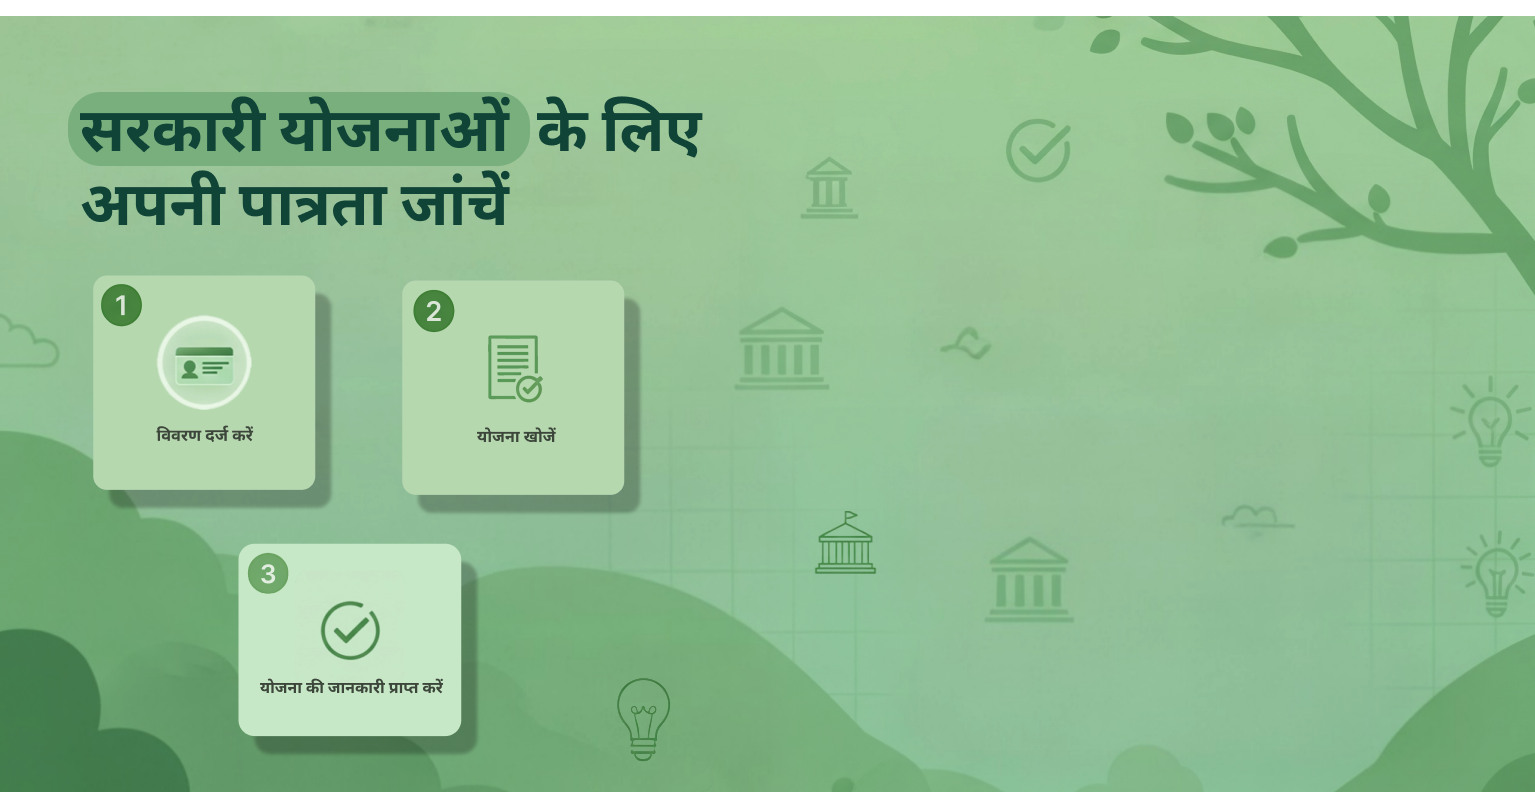 सरकारी योजनाओं के लिए
अपनी पात्रता जांचें
1
विवरण दर्ज करें
2
योजना खोजें
3
योजना की जानकारी प्राप्त करें